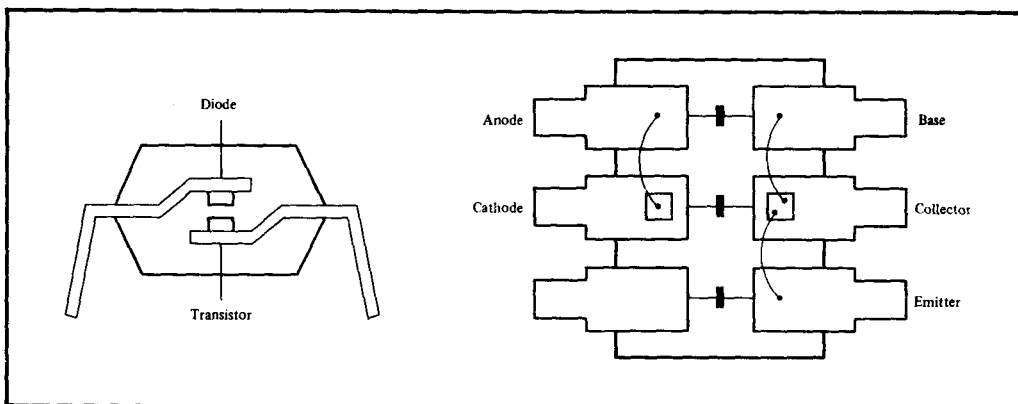 Diode
Transistor
Anode
Base
Cathode
Collector
Emitter